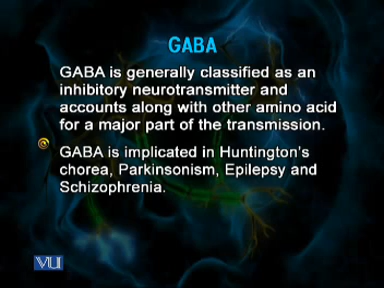 GABA
GABA is generally classified as an
inhibitory neurotransmitter and
accounts along with other amino acid
for a major part of the transmission.
GABA is implicated in Huntington's
chorea, Parkinsonism, Epilepsy and
Schizophrenia.
VU